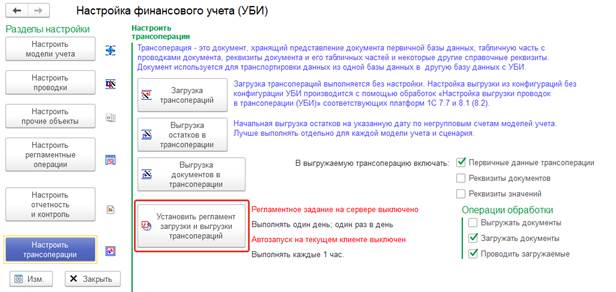 Настройка финансового учета (УБИ)
Разделы настройки
Настроить
модели учета
Настроить
проводки
Настроить
прочие объекты
Настроить
регламентные
операции
Настроить
отчетность
и контроль
Настроить
трансоперации
Изм.
Закрыть
Настроить
трансоперации
Трансоперация - это документ, хранящий представление документа первичной базы данных, табличную часть с
проводками документа, реквизиты документа и его табличных частей и некоторые другие справочные реквизиты.
Документ используется для транспортировки данных из одной базы данных в другую базу данных с УБИ.
Загрузка
трансопераций
Загрузка трансопераций выполняется без настройки. Настройка выгрузки из конфигураций без
конфигурации УБИ производится с помощью обработок «Настройка выгрузки проводок
в трансоперации (УБИ)» соответствующих платформ 1С 7.7 и 8.1 (8.2).
Выгрузка
остатков в
трансоперации
Начальная выгрузка остатков на указанную дату по негрупповым счетам моделей учета.
Лучше выполнять отдельно для каждой модели учета и сценария.
Выгрузка
документов в
трансоперации
В выгружаемую трансоперацию включать:
Первичные данные трансоперации
Реквизиты документов
Реквизиты значений
Установить регламент
загрузки и выгрузки
трансопераций
Регламентное задание на сервере выключено
Выполнять один день; один раз в день
Автозапуск на текущем клиенте выключен
Выполнять каждые 1 час.
Операции обработки
Выгружать документы
Загружать документы
Проводить загружаемые